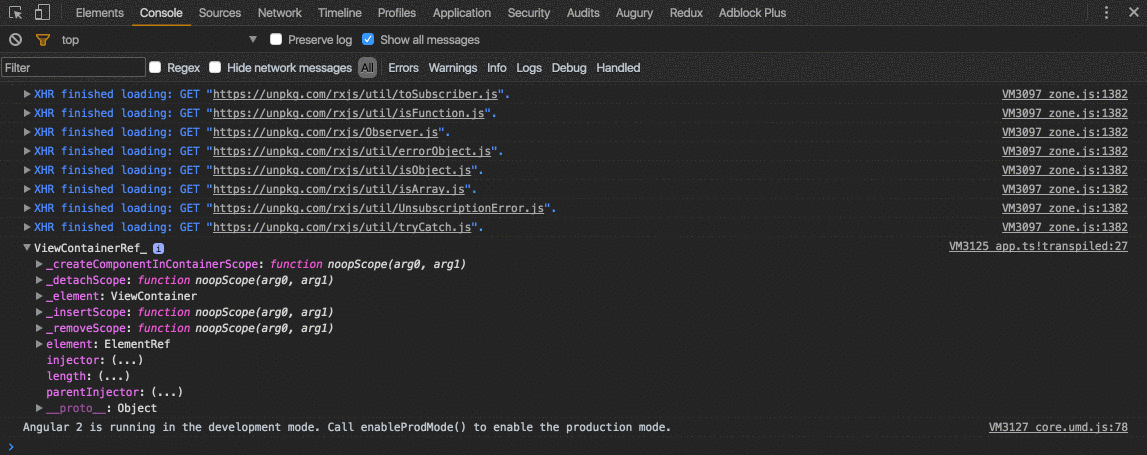 Elements Console Sources Network Timeline Profiles Application Security Audits Augury Redux Adblock Plus
top Preserve log Show all messages
Filter Regex Hide network messages All Errors Warnings Info Logs Debug Handled
XHR finished loading: GET "https://unpkg.com/rxjs/util/toSubscriber.js". VM3097 zone.js:1382
XHR finished loading: GET "https://unpkg.com/rxjs/util/isFunction.js". VM3097 zone.js:1382
XHR finished loading: GET "https://unpkg.com/rxjs/Observer.js". VM3097 zone.js:1382
XHR finished loading: GET "https://unpkg.com/rxjs/util/errorObject.js". VM3097 zone.js:1382
XHR finished loading: GET "https://unpkg.com/rxjs/util/isObject.js". VM3097 zone.js:1382
XHR finished loading: GET "https://unpkg.com/rxjs/util/isArray.js". VM3097 zone.js:1382
XHR finished loading: GET "https://unpkg.com/rxjs/util/UnsubscriptionError.js". VM3097 zone.js:1382
XHR finished loading: GET "https://unpkg.com/rxjs/util/tryCatch.js". VM3097 zone.js:1382
ViewContainerRef_ i VM3125 app.ts!transpiled:27
_createComponentInContainerScope: function noopScope(arg0, arg1)
_detachScope: function noopScope(arg0, arg1)
_element: ViewContainer
_insertScope: function noopScope(arg0, arg1)
_removeScope: function noopScope(arg0, arg1)
element: ElementRef
injector: (...)
length: (...)
parentInjector: (...)
__proto__: Object
Angular 2 is running in the development mode. Call enableProdMode() to enable the production mode. VM3127 core.umd.js:78